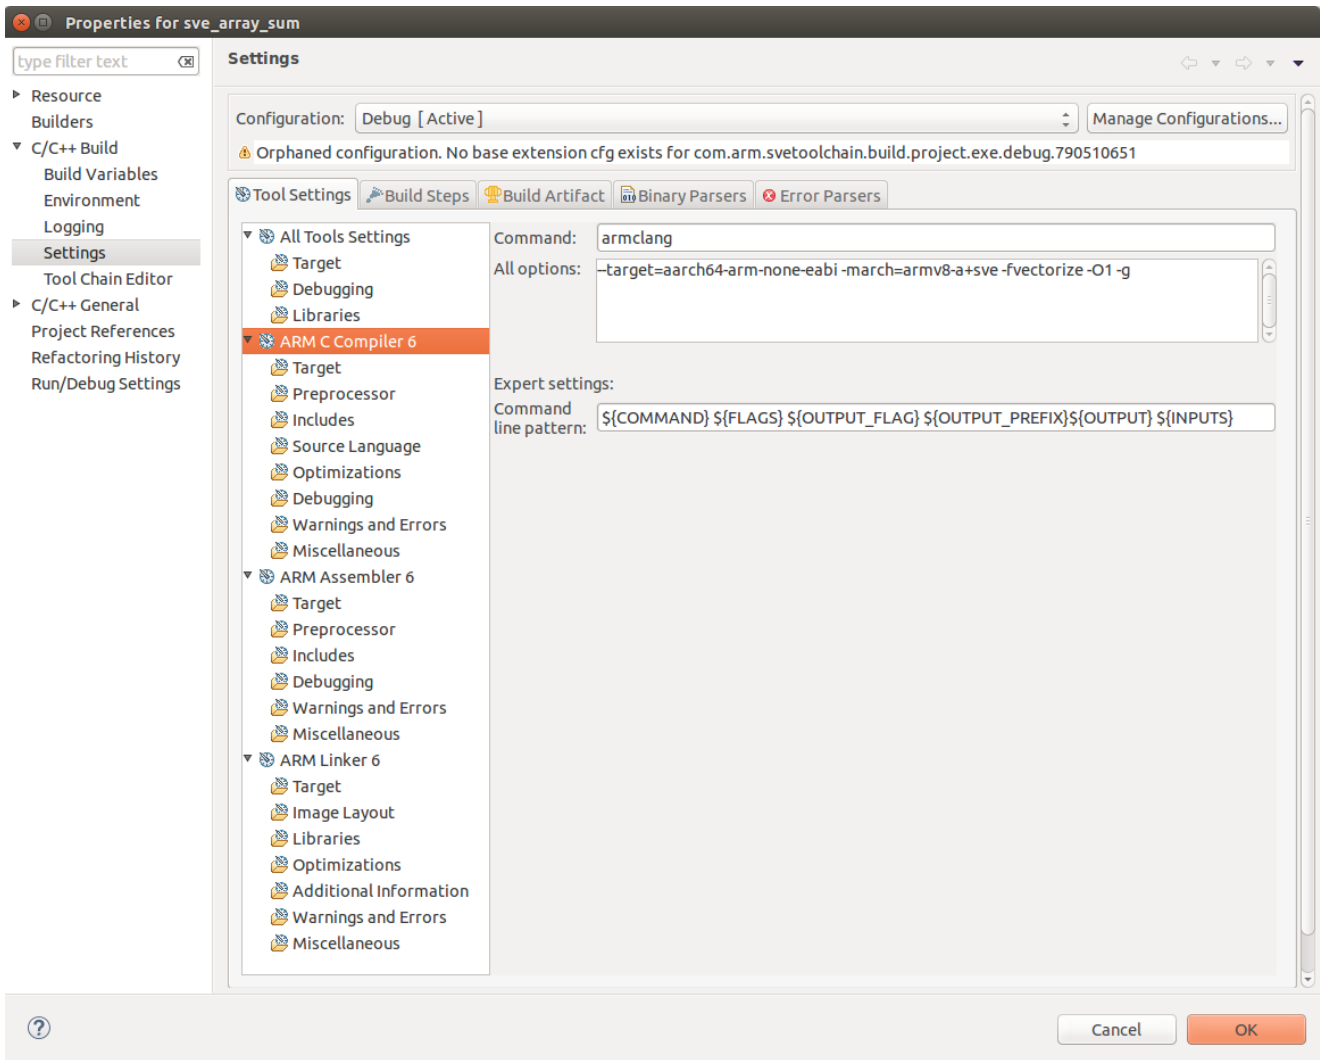 Properties for sve_array_sum
type filter text
Resource
Builders
C/C++ Build
Build Variables
Environment
Logging
Settings
Tool Chain Editor
C/C++ General
Project References
Refactoring History
Run/Debug Settings
Settings
Configuration: Debug [ Active ] Manage Configurations...
Orphaned configuration. No base extension cfg exists for com.arm.svetoolchain.build.project.exe.debug.790510651
Tool Settings Build Steps Build Artifact Binary Parsers Error Parsers
All Tools Settings
Target
Debugging
Libraries
ARM C Compiler 6
Target
Preprocessor
Includes
Source Language
Optimizations
Debugging
Warnings and Errors
Miscellaneous
ARM Assembler 6
Target
Preprocessor
Includes
Debugging
Warnings and Errors
Miscellaneous
ARM Linker 6
Target
Image Layout
Libraries
Optimizations
Additional Information
Warnings and Errors
Miscellaneous
Command: armclang
All options: --target=aarch64-arm-none-eabi -march=armv8-a+sve -fvectorize -O1 -g
Expert settings:
Command
line pattern: ${COMMAND} ${FLAGS} ${OUTPUT_FLAG} ${OUTPUT_PREFIX}${OUTPUT} ${INPUTS}
? Cancel OK